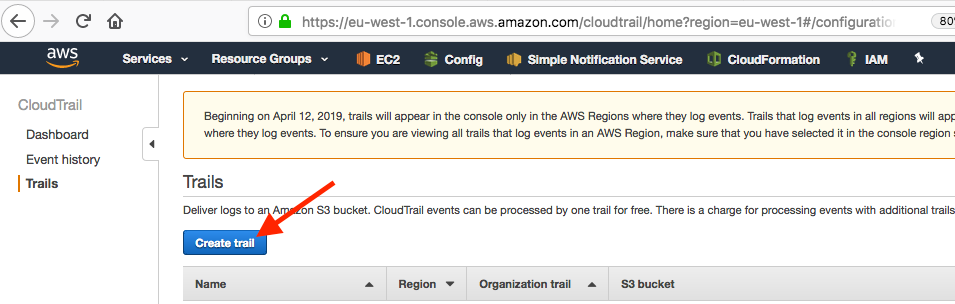 https://eu-west-1.console.aws.amazon.com/cloudtrail/home?region=eu-west-1#/configuratio
80%
aws
Services
Resource Groups
EC2
Config
Simple Notification Service
CloudFormation
IAM
CloudTrail
Dashboard
Event history
Trails
Beginning on April 12, 2019, trails will appear in the console only in the AWS Regions where they log events. Trails that log events in all regions will app
where they log events. To ensure you are viewing all trails that log events in an AWS Region, make sure that you have selected it in the console region s
Trails
Deliver logs to an Amazon S3 bucket. CloudTrail events can be processed by one trail for free. There is a charge for processing events with additional trails
Create trail
Name
Region
Organization trail
S3 bucket